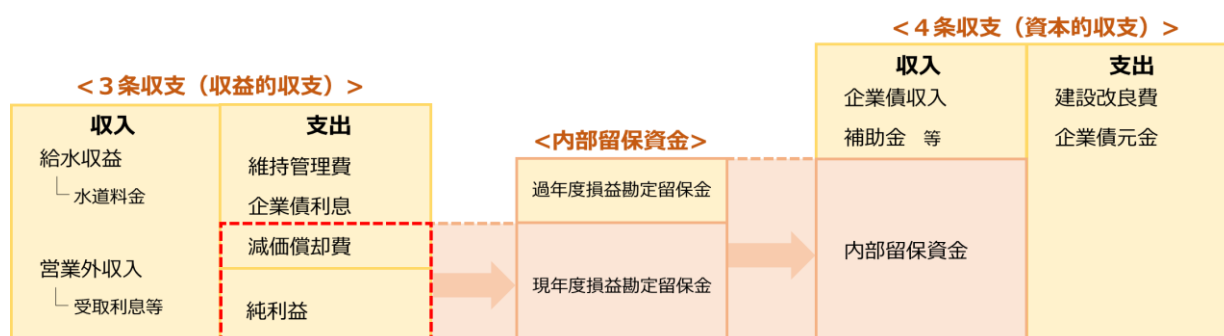 ＜３条収支（収益的収支）＞
収入
給水収益
水道料金
営業外収入
受取利息等
支出
維持管理費
企業債利息
減価償却費
純利益
<内部留保資金>
過年度損益勘定留保金
現年度損益勘定留保金
＜４条収支（資本的収支）＞
収入
企業債収入
補助金　等
内部留保資金
支出
建設改良費
企業債元金